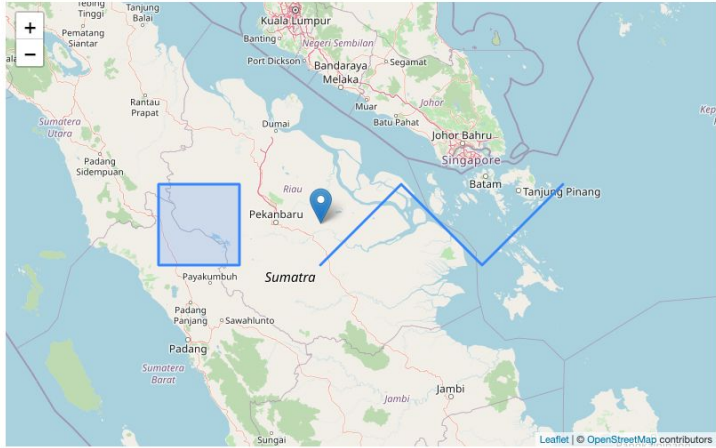 Tebing
Tinggi
Tanjung
Balai
Kuala Lumpur
+
−
Pematang
Siantar
Banting
Negeri Sembilan
Port Dickson
Bandaraya
Melaka
Segamat
Rantau
Prapat
Muar
Johor
Batu Pahat
Sumatera
Utara
Dumai
Johor Bahru
Singapore
Padang
Sidempuan
Batam
Tanjung Pinang
Riau
Pekanbaru
Payakumbuh
Sumatra
Padang
Panjang
Sawahlunto
Padang
Sumatera
Barat
Jambi
Jambi
Sungai
Leaflet | © OpenStreetMap contributors